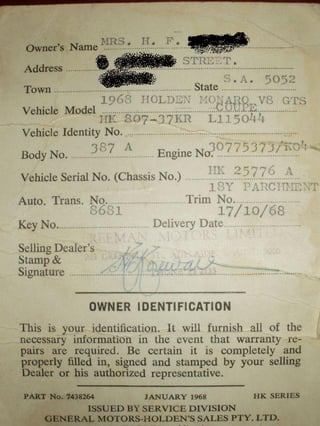 MRS. H. F.
Owner's Name
STREET.
Address
S.A. 5052
Town State
1968 HOLDEN MONARO V8 GTS
COUPE
Vehicle Model
HK 807-37KR L115044
Vehicle Identity No.
387 A 30775373/K04
Body No. Engine No.
HK 25776 A
Vehicle Serial No. (Chassis No.)
18Y PARCHMENT
Auto. Trans. No. Trim No.
8681 17/10/68
Key No. Delivery Date
FREEMAN MOTORS LIMITED
Selling Dealer's
Stamp &
Signature
OWNER IDENTIFICATION
This is your identification. It will furnish all of the
necessary information in the event that warranty re-
pairs are required. Be certain it is completely and
properly filled in, signed and stamped by your selling
Dealer or his authorized representative.
PART No. 7438264 JANUARY 1968 HK SERIES
ISSUED BY SERVICE DIVISION
GENERAL MOTORS-HOLDEN'S SALES PTY. LTD.